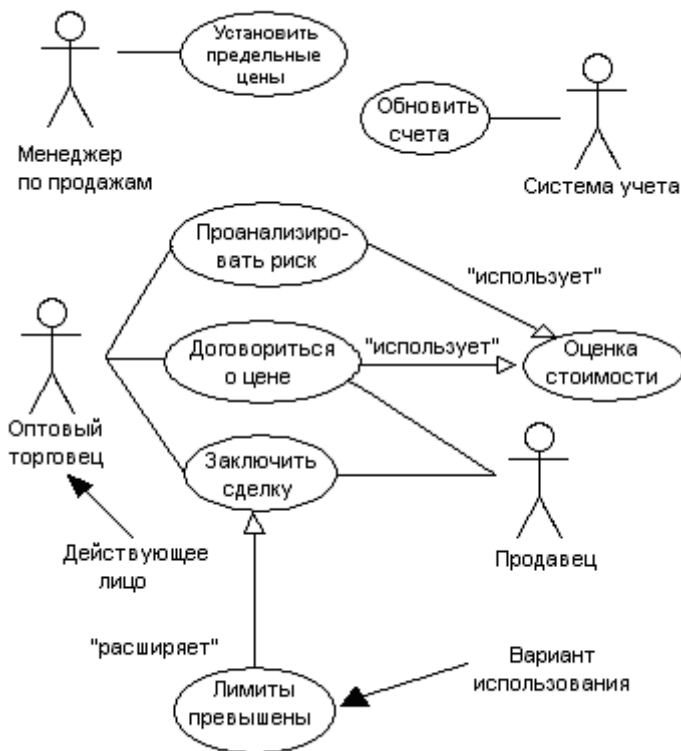 Установить
предельные
цены
Обновить
счета
Менеджер
по продажам
Система учета
Проанализиро-
вать риск
"использует"
Договориться
о цене
"использует"
Оценка
стоимости
Оптовый
торговец
Заключить
сделку
Действующее
лицо
Продавец
"расширяет"
Вариант
использования
Лимиты
превышены